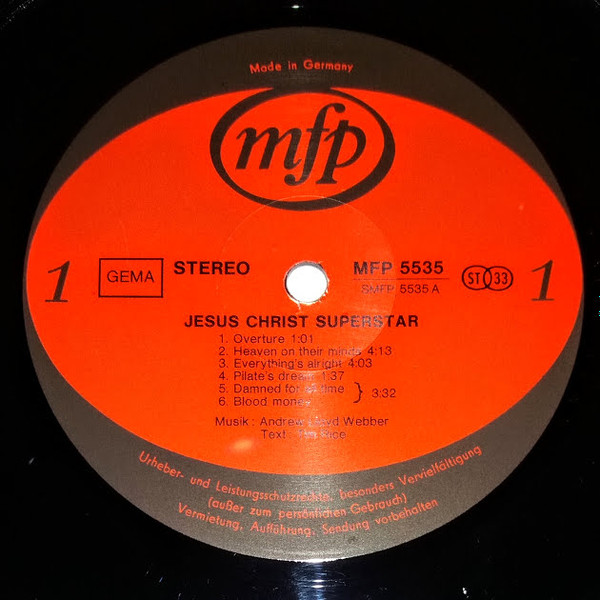 Made in Germany
mfp
1 GEMA STEREO MFP 5535 ST 33 1
SMFP 5535 A
JESUS CHRIST SUPERSTAR
1. Overture 1:01
2. Heaven on their minds 4:13
3. Everything's alright 4:03
4. Pilate's dream 1:37
5. Damned for all time } 3:32
6. Blood money
Musik: Andrew Lloyd Webber
Text: Tim Rice
Urheber- und Leistungsschutzrechte, besonders Vervielfältigung
(außer zum persönlichen Gebrauch)
Vermietung, Aufführung, Sendung vorbehalten